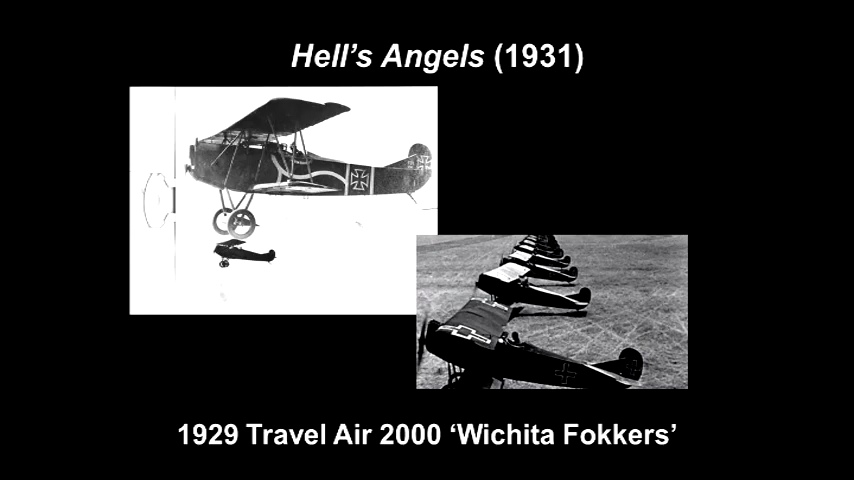 Hell's Angels (1931)
1929 Travel Air 2000 ‘Wichita Fokkers’